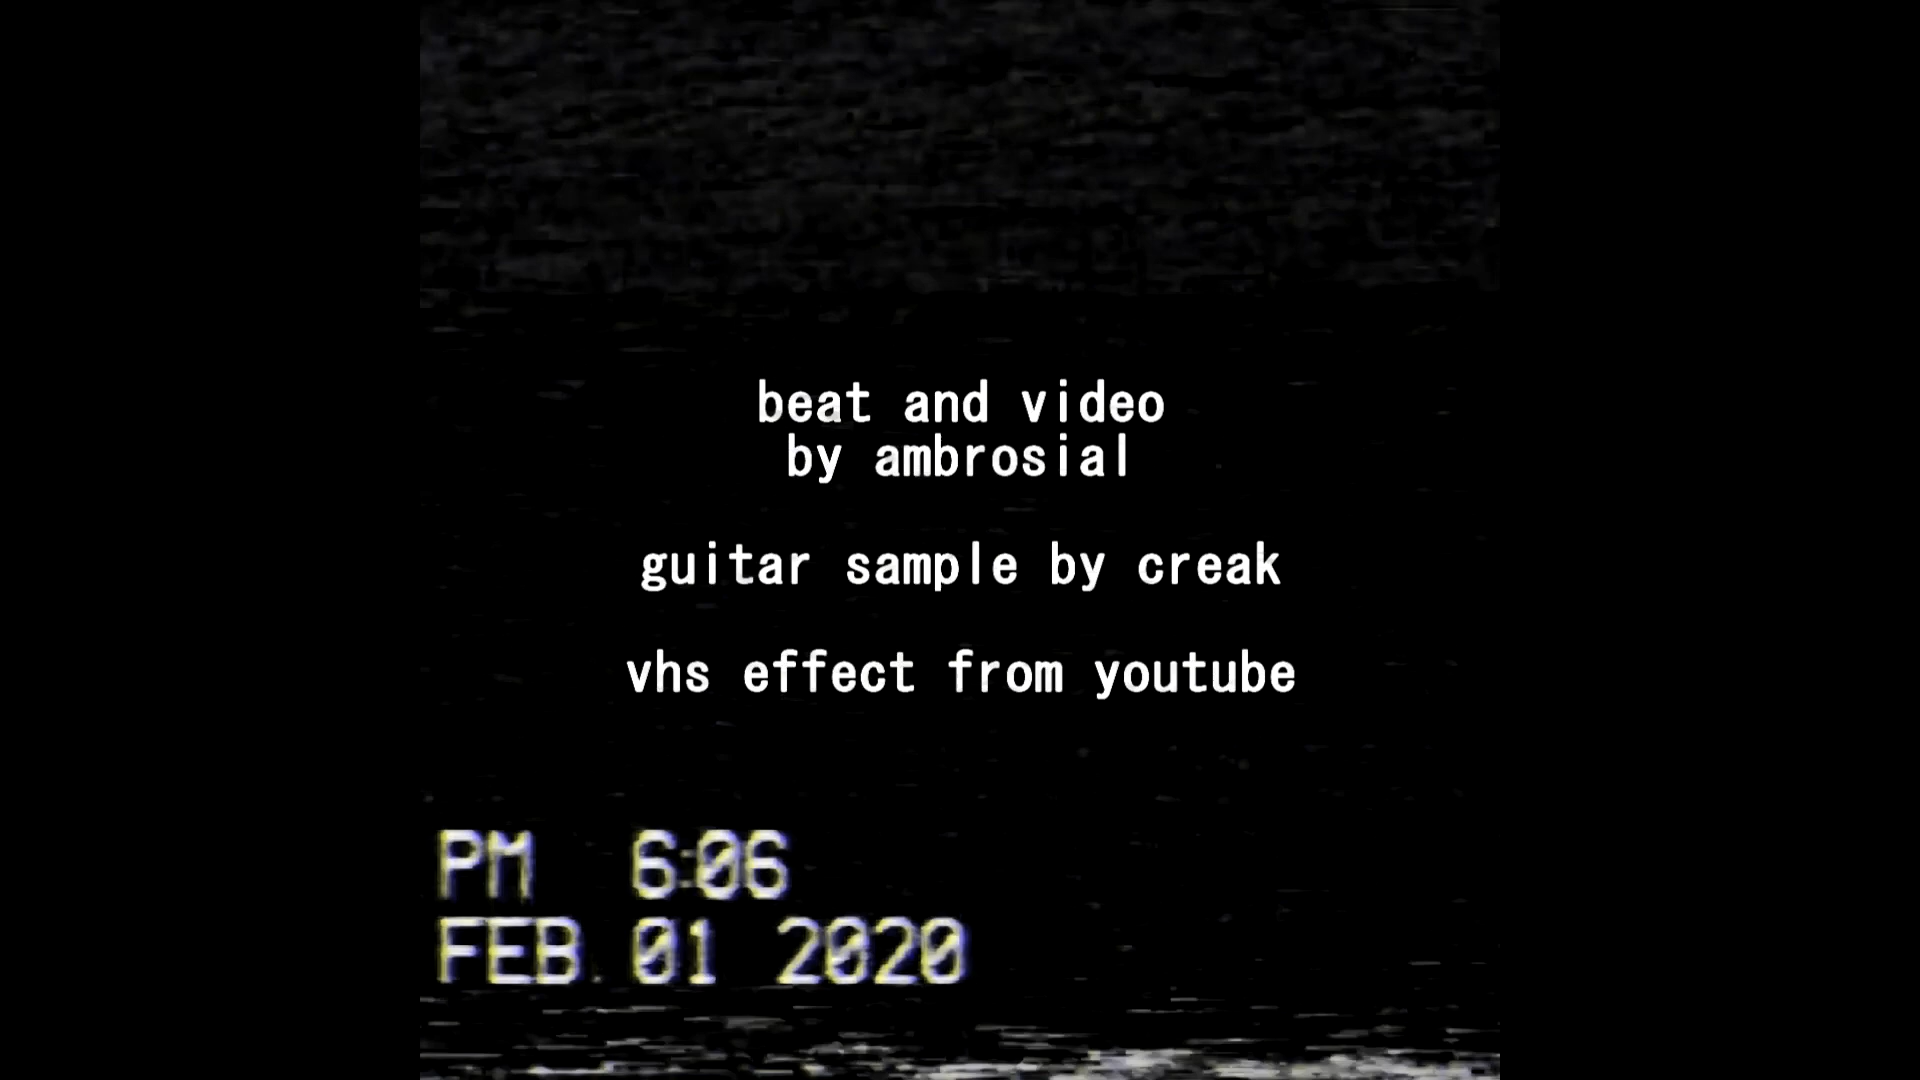 beat and video
by ambrosial
guitar sample by creak
vhs effect from youtube
PM 6:06
FEB. 01 2020